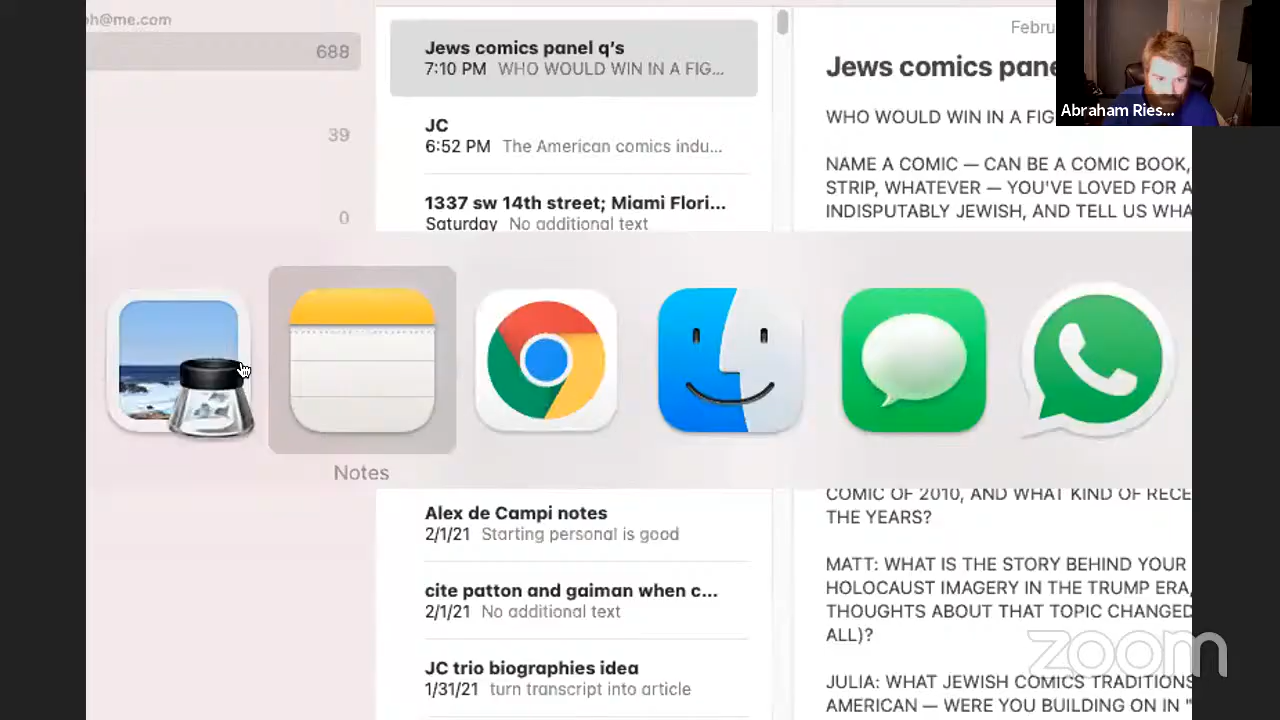 ph@me.com
688
39
0
Jews comics panel q's
7:10 PM WHO WOULD WIN IN A FIG...
JC
6:52 PM The American comics indu...
1337 sw 14th street; Miami Flori...
Saturday No additional text
Notes
Alex de Campi notes
2/1/21 Starting personal is good
cite patton and gaiman when c...
2/1/21 No additional text
JC trio biographies idea
1/31/21 turn transcript into article
Febru
Jews comics pane
WHO WOULD WIN IN A FIG
NAME A COMIC — CAN BE A COMIC BOOK,
STRIP, WHATEVER — YOU'VE LOVED FOR A
INDISPUTABLY JEWISH, AND TELL US WHA
COMIC OF 2010, AND WHAT KIND OF RECE
THE YEARS?
MATT: WHAT IS THE STORY BEHIND YOUR
HOLOCAUST IMAGERY IN THE TRUMP ERA,
THOUGHTS ABOUT THAT TOPIC CHANGED
ALL)?
JULIA: WHAT JEWISH COMICS TRADITIONS
AMERICAN — WERE YOU BUILDING ON IN "
Abraham Ries...
zoom